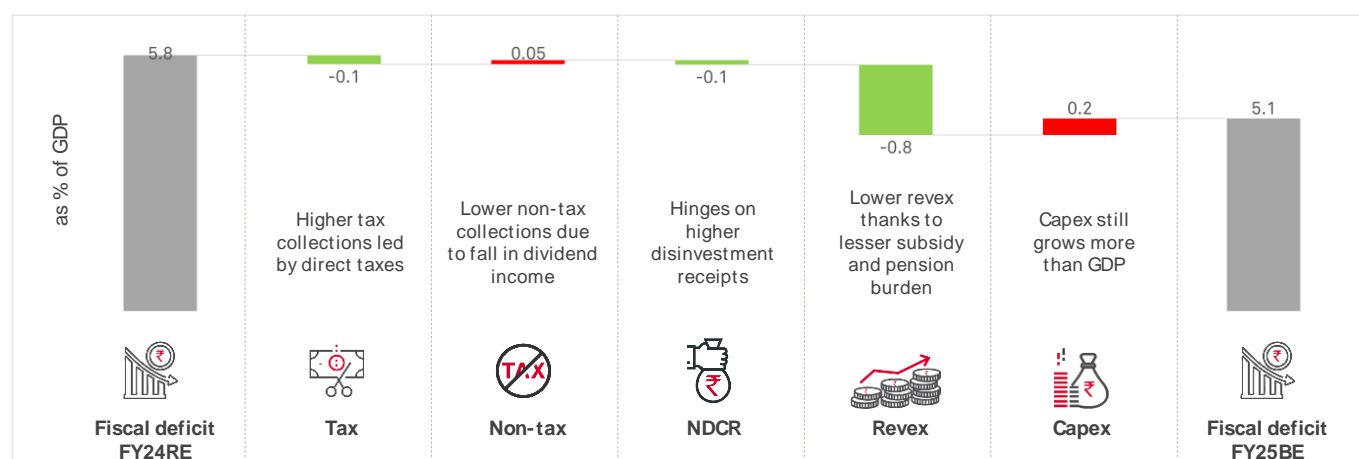 as % of GDP
5.8
-0.1
0.05
-0.1
-0.8
0.2
5.1
Higher tax
collections led
by direct taxes
Lower non-tax
collections due
to fall in dividend
income
Hinges on
higher
disinvestment
receipts
Lower revex
thanks to
lesser subsidy
and pension
burden
Capex still
grows more
than GDP
₹
TAX
₹
₹
₹
Fiscal deficit
FY24RE
Tax
Non-tax
NDCR
Revex
Capex
Fiscal deficit
FY25BE